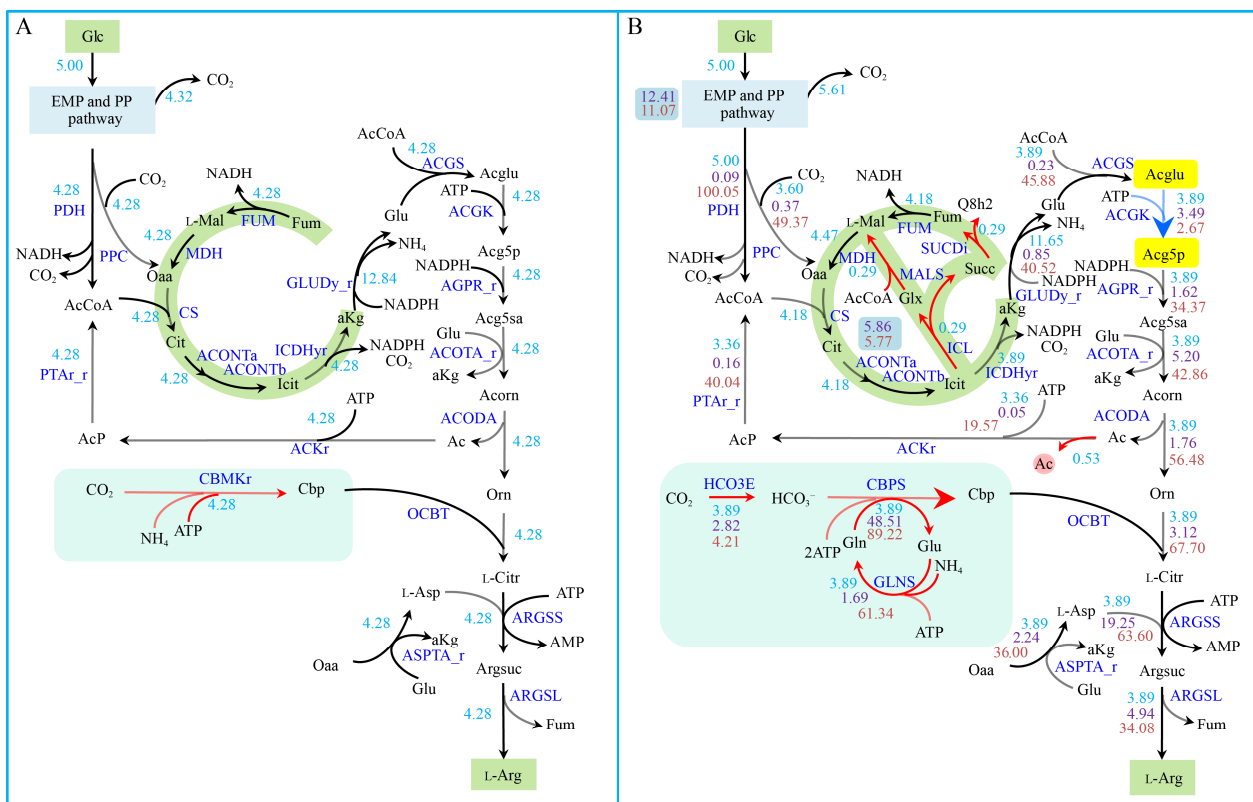 A
Glc
5.00
CO₂
4.32
EMP and PP
pathway
4.28
PDH
CO₂
4.28
PPC
NADH
CO₂
NADH
4.28
L-Mal
FUM
Fum
4.28
MDH
Oaa
AcCoA
CS
4.28
Cit
ACONTa
ACONTb
4.28
Icit
ICDHyr
4.28
NADPH
CO₂
aKg
GLUDy_r
12.84
NADPH
NH₄
Glu
AcCoA
4.28
ACGS
Acglu
ATP
ACGK
4.28
Acg5p
NADPH
AGPR_r
4.28
Acg5sa
Glu
ACOTA_r
4.28
aKg
Acorn
ACODA
4.28
Ac
ATP
4.28
ACKr
AcP
4.28
PTAr_r
Orn
CO₂
CBMKr
4.28
Cbp
NH₄
ATP
OCBT
4.28
L-Citr
L-Asp
4.28
ATP
ARGSS
AMP
4.28
aKg
ASPTA_r
Oaa
Glu
Argsuc
ARGSL
4.28
Fum
L-Arg
B
Glc
5.00
CO₂
5.61
12.41
11.07
EMP and PP
pathway
5.00
0.09
100.05
PDH
CO₂
3.60
0.37
49.37
PPC
NADH
CO₂
NADH
4.18
L-Mal
FUM
Fum
Q8h2
0.29
SUCDi
Succ
4.47
MDH
0.29
MALS
Oaa
AcCoA
Glx
AcCoA
CS
4.18
Cit
5.86
5.77
0.29
ICL
ACONTa
ACONTb
4.18
Icit
3.89
ICDHyr
NADPH
CO₂
aKg
GLUDy_r
11.65
0.85
40.52
NADPH
NH₄
Glu
AcCoA
3.89
0.23
45.88
ACGS
Acglu
ATP
ACGK
3.89
3.49
2.67
Acg5p
NADPH
AGPR_r
3.89
1.62
34.37
Acg5sa
Glu
ACOTA_r
3.89
5.20
42.86
aKg
Acorn
ACODA
3.89
1.76
56.48
Ac
0.53
Ac
ATP
3.36
0.05
19.57
ACKr
AcP
3.36
0.16
40.04
PTAr_r
Orn
CO₂
HCO3E
3.89
2.82
4.21
HCO₃⁻
CBPS
3.89
48.51
89.22
Cbp
2ATP
Gln
Glu
NH₄
GLNS
3.89
1.69
61.34
ATP
OCBT
3.89
3.12
67.70
L-Citr
L-Asp
3.89
19.25
63.60
ATP
ARGSS
AMP
3.89
2.24
36.00
aKg
ASPTA_r
Oaa
Glu
Argsuc
ARGSL
3.89
4.94
34.08
Fum
L-Arg